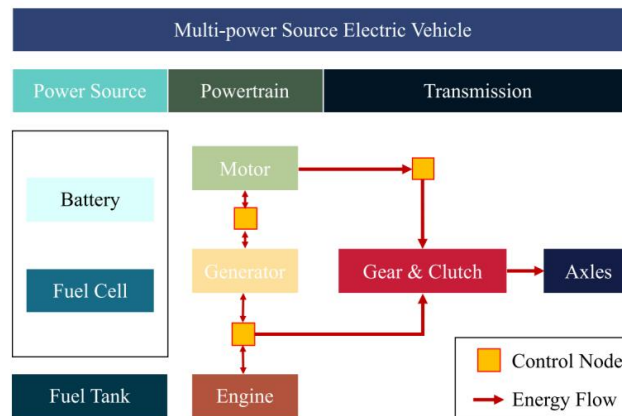 Multi-power Source Electric Vehicle
Power Source
Powertrain
Transmission
Motor
Battery
Generator
Gear & Clutch
Axles
Fuel Cell
Control Node
Fuel Tank
Engine
Energy Flow